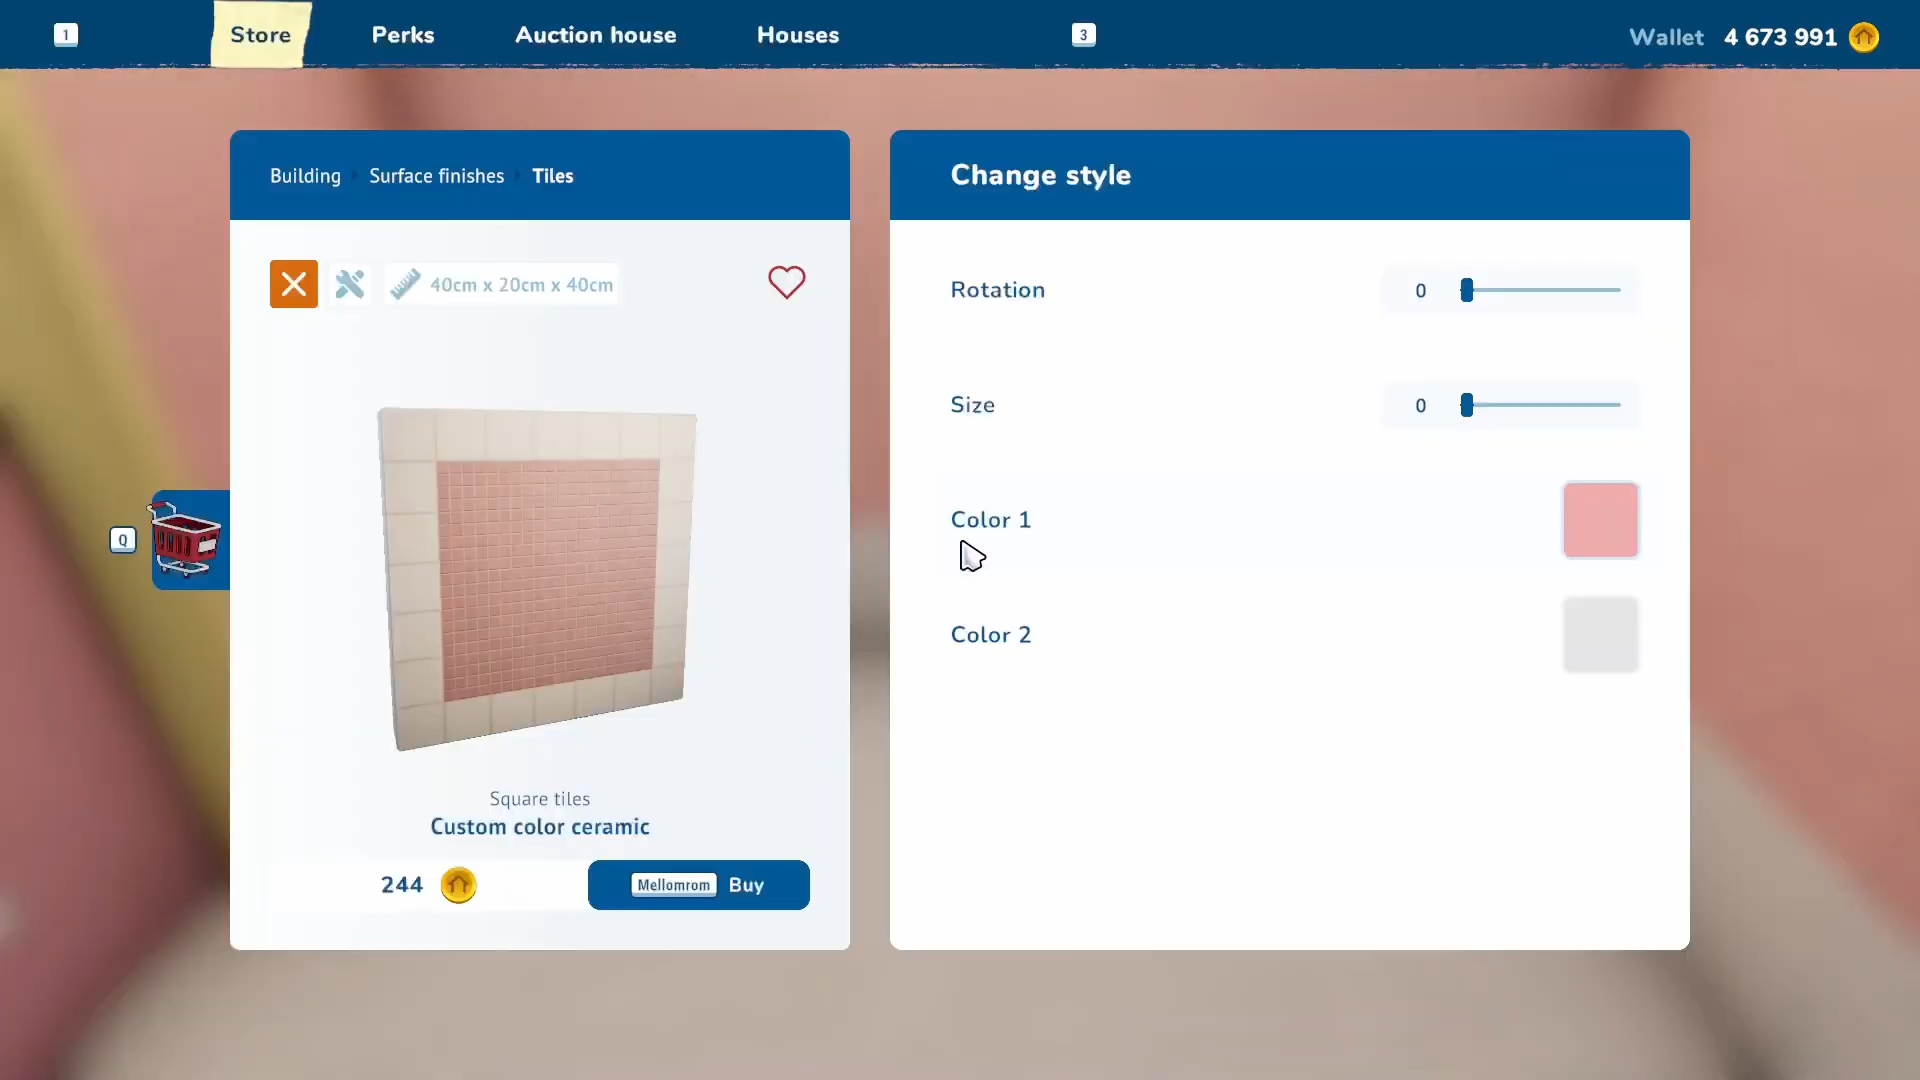 1
Store
Perks
Auction house
Houses
3
Wallet 4 673 991
Building
Surface finishes
Tiles
Change style
40cm x 20cm x 40cm
Rotation
0
Size
0
Q
Color 1
Color 2
Square tiles
Custom color ceramic
244
Mellomrom
Buy